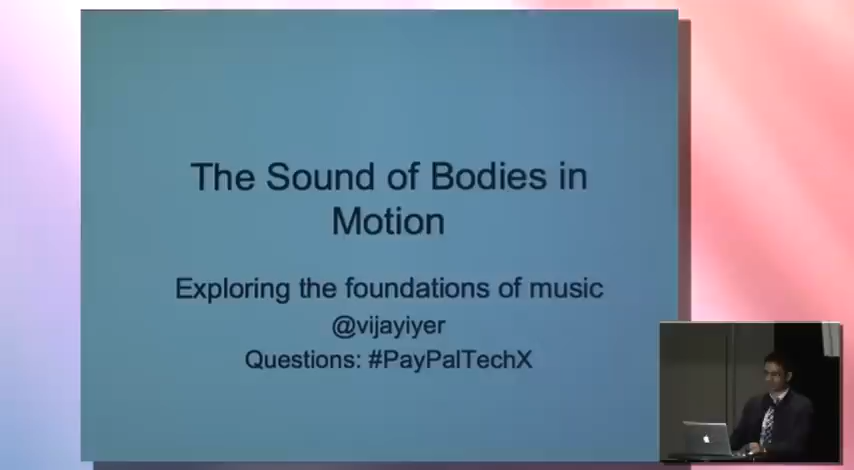 The Sound of Bodies in
Motion
Exploring the foundations of music
@vijayiyer
Questions: #PayPalTechX